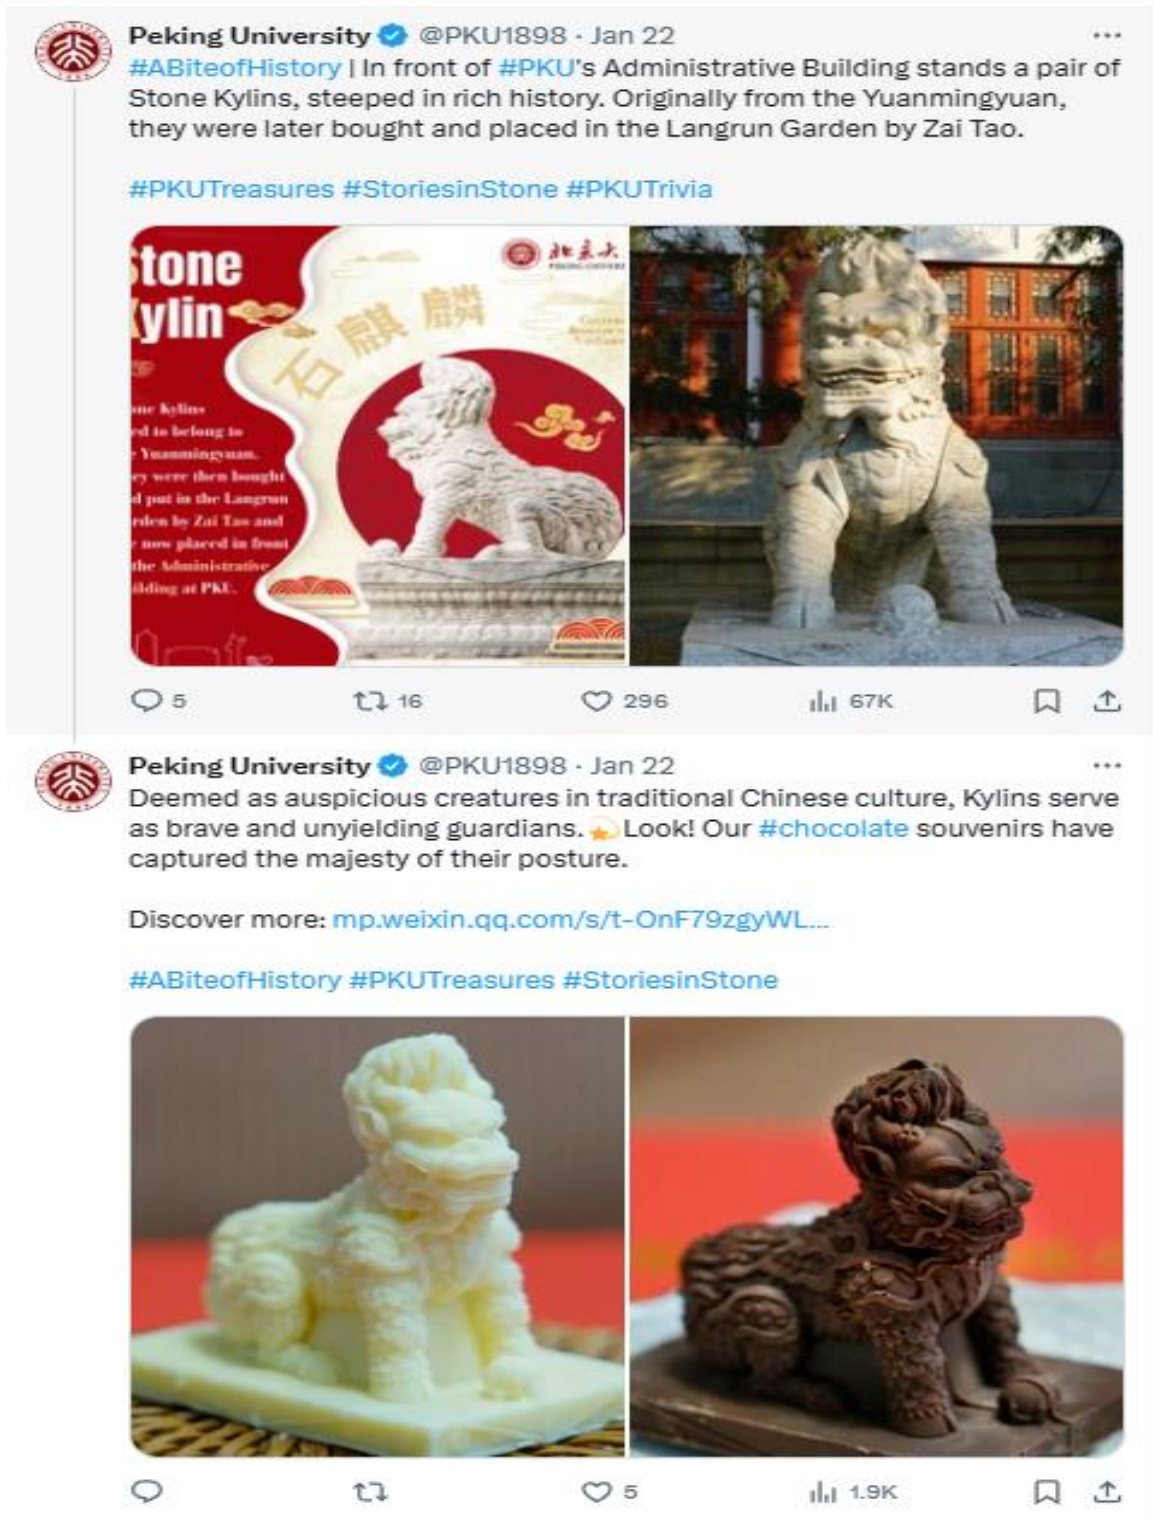 Peking University @PKU1898 · Jan 22
#ABiteofHistory | In front of #PKU's Administrative Building stands a pair of
Stone Kylins, steeped in rich history. Originally from the Yuanmingyuan,
they were later bought and placed in the Langrun Garden by Zai Tao.
#PKUTreasures #StoriesinStone #PKUTrivia
tone
ylin
石麒麟
北京大
ne Kylins
ed to belong to
Yuanmingyuan.
ey were then bought
d put in the Langrun
rden by Zai Tao and
now placed in front
the Administrative
ilding at PKU.
5 16 296 67K
Peking University @PKU1898 · Jan 22
Deemed as auspicious creatures in traditional Chinese culture, Kylins serve
as brave and unyielding guardians. 💫 Look! Our #chocolate souvenirs have
captured the majesty of their posture.
Discover more: mp.weixin.qq.com/s/t-OnF79zgyWL...
#ABiteofHistory #PKUTreasures #StoriesinStone
5 1.9K